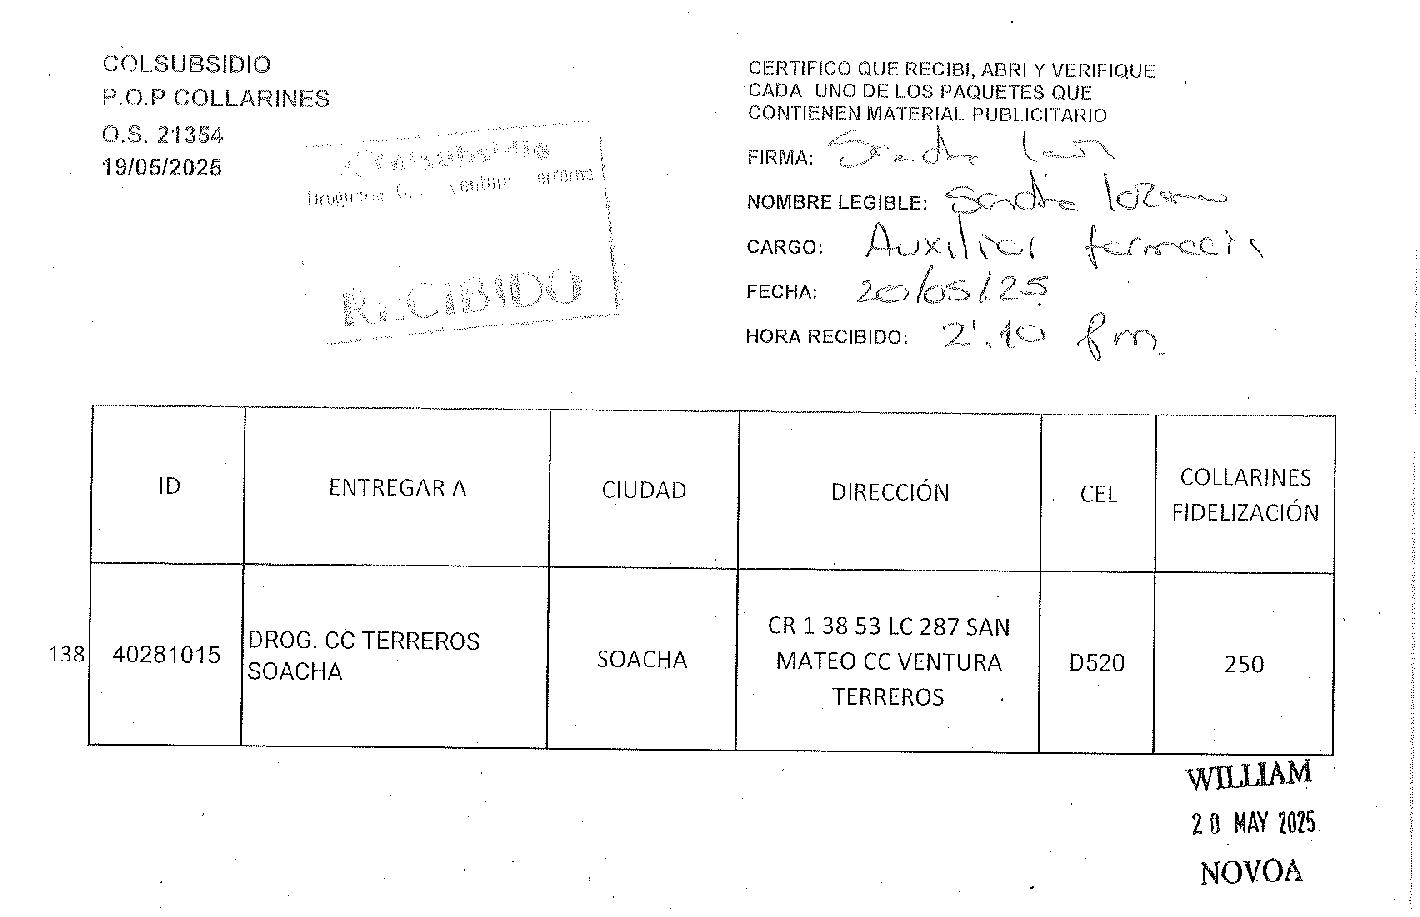 COLSUBSIDIO
P.O.P COLLARINES
O.S. 21354
19/05/2025
Colsubsidio
RECIBIDO
CERTIFICO QUE RECIBI, ABRI Y VERIFIQUE
CADA UNO DE LOS PAQUETES QUE
CONTIENEN MATERIAL PUBLICITARIO
FIRMA:
NOMBRE LEGIBLE: Sandra lozano
CARGO: Auxiliar farmacia
FECHA: 20/05/25
HORA RECIBIDO: 2:10 pm
ID
ENTREGAR A
CIUDAD
DIRECCIÓN
CEL
COLLARINES
FIDELIZACIÓN
138
40281015
DROG. CC TERREROS
SOACHA
SOACHA
CR 1 38 53 LC 287 SAN
MATEO CC VENTURA
TERREROS
D520
250
WILLIAM
20 MAY 2025
NOVOA